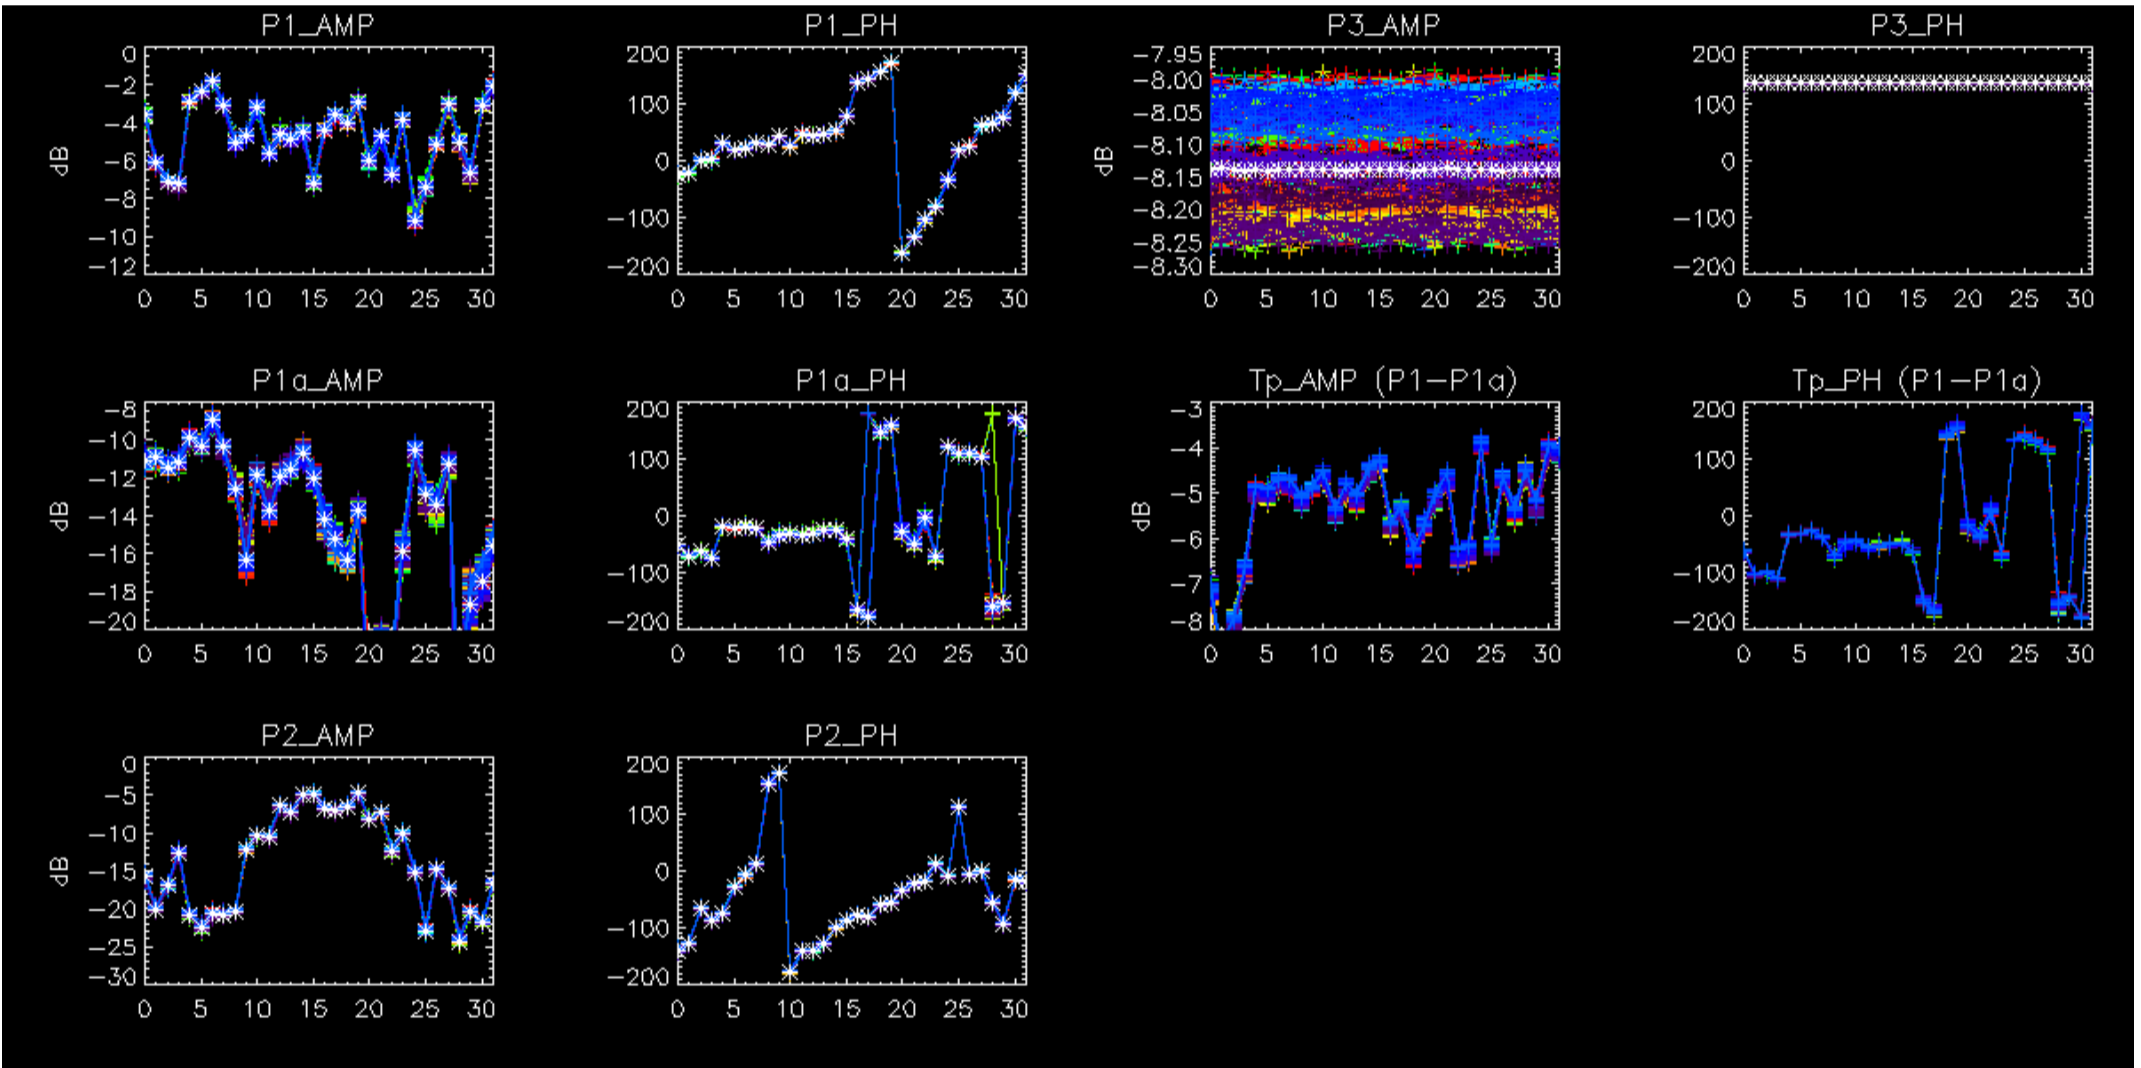 P1_AMP P1_PH P3_AMP P3_PH
0 200 -7.95 200
-2 100 -8.00 100
-4 0 -8.05 0
-6 -100 -8.10 -100
-8 -200 -8.15 -200
-10 -8.20
-12 -8.25
-8.30
dB dB
0 5 10 15 20 25 30 0 5 10 15 20 25 30 0 5 10 15 20 25 30 0 5 10 15 20 25 30
P1a_AMP P1a_PH Tp_AMP (P1-P1a) Tp_PH (P1-P1a)
-8 200 -3 200
-10 100 -4 100
-12 0 -5 0
-14 -100 -6 -100
-16 -200 -7 -200
-18 -8
-20
dB dB
0 5 10 15 20 25 30 0 5 10 15 20 25 30 0 5 10 15 20 25 30 0 5 10 15 20 25 30
P2_AMP P2_PH
0 200
-5 100
-10 0
-15 -100
-20 -200
-25
-30
dB
0 5 10 15 20 25 30 0 5 10 15 20 25 30